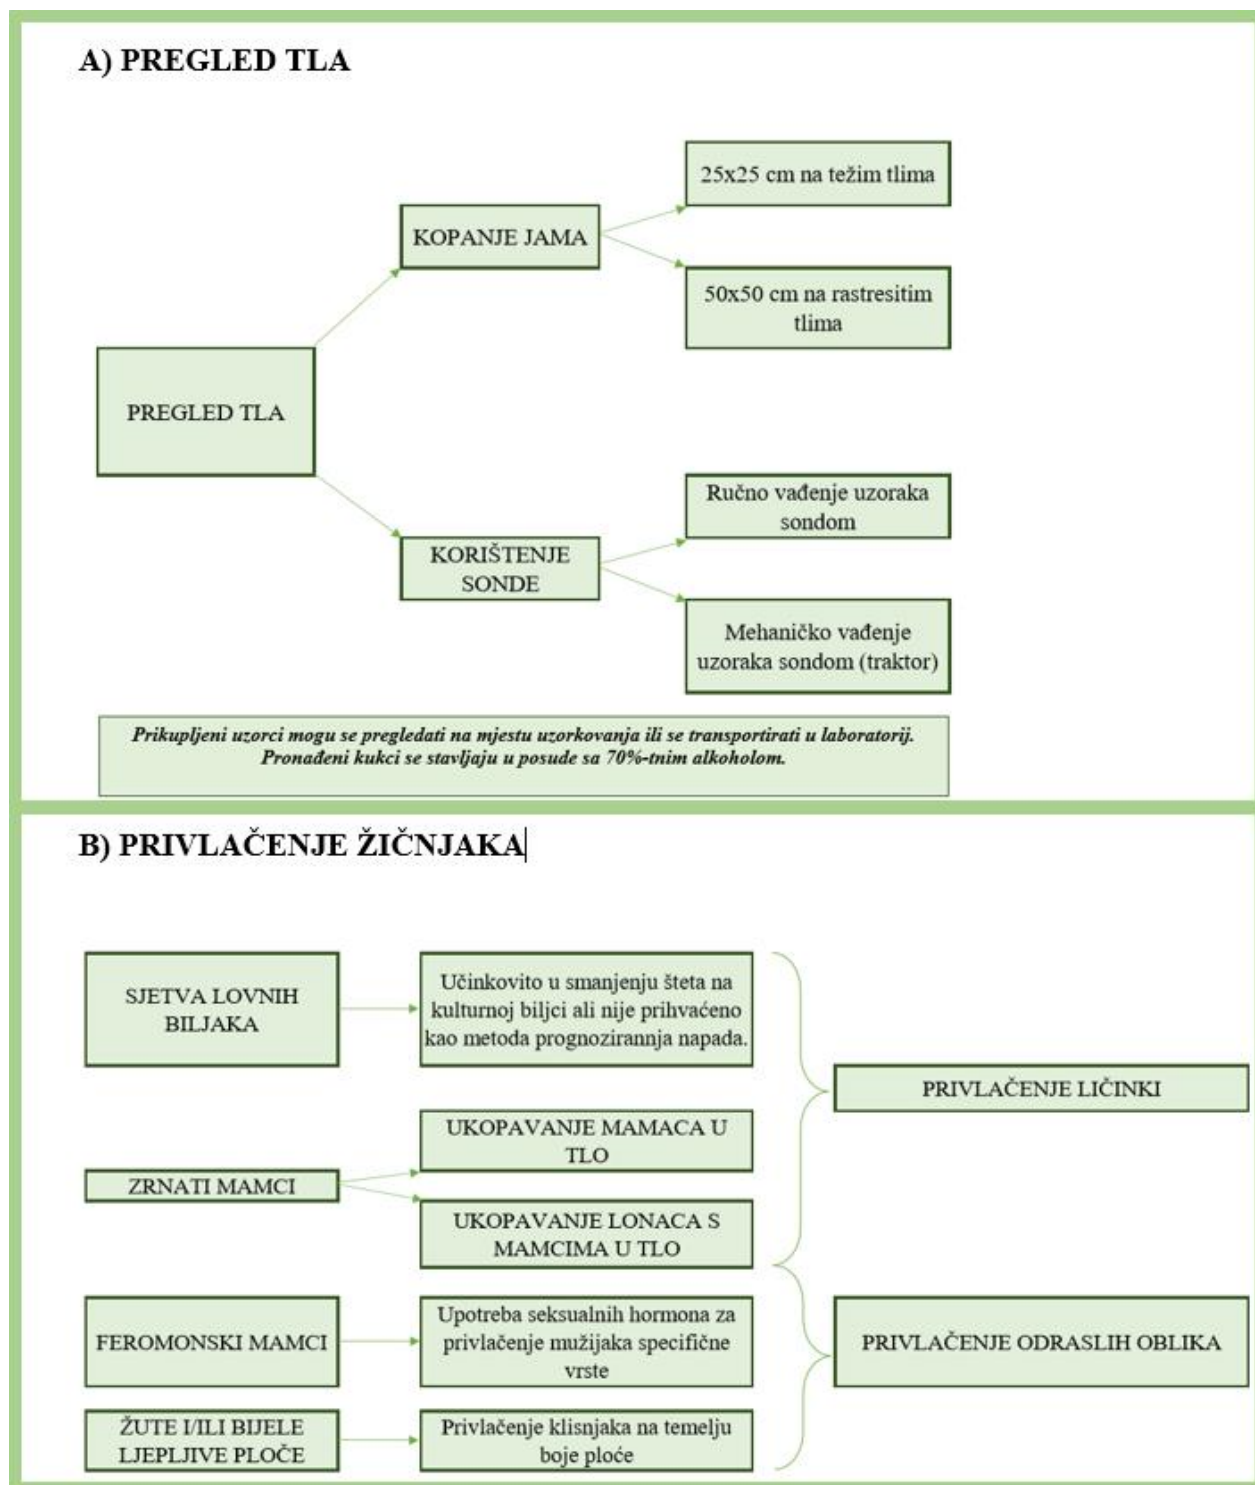 A) PREGLED TLA
25x25 cm na težim tlima
KOPANJE JAMA
50x50 cm na rastresitim
tlima
PREGLED TLA
Ručno vađenje uzoraka
sondom
KORIŠTENJE
SONDE
Mehaničko vađenje
uzoraka sondom (traktor)
Prikupljeni uzorci mogu se pregledati na mjestu uzorkovanja ili se transportirati u laboratorij.
Pronađeni kukci se stavljaju u posude sa 70%-tnim alkoholom.
B) PRIVLAČENJE ŽIČNJAKA
SJETVA LOVNIH
BILJAKA
Učinkovito u smanjenju šteta na
kulturnoj biljci ali nije prihvaćeno
kao metoda prognozirannja napada.
PRIVLAČENJE LIČINKI
ZRNATI MAMCI
UKOPAVANJE MAMACA U
TLO
UKOPAVANJE LONACA S
MAMCIMA U TLO
FEROMONSKI MAMCI
Upotreba seksualnih hormona za
privlačenje mužijaka specifične
vrste
PRIVLAČENJE ODRASLIH OBLIKA
ŽUTE I/ILI BIJELE
LJEPLJIVE PLOČE
Privlačenje klisnjaka na temelju
boje ploće